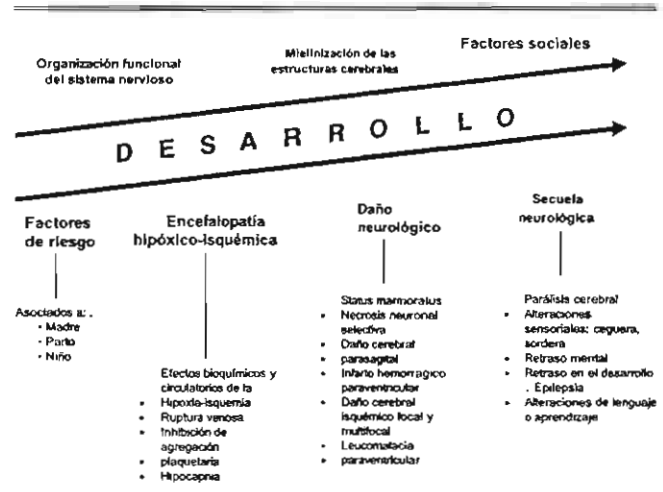 Organización funcional
del sistema nervioso
Mielinización de las
estructuras cerebrales
Factores sociales
DESARROLLO
Factores
de riesgo
Asociados a: .
• Madre
• Parto
• Niño
Encefalopatía
hipóxico-isquémica
Efectos bioquímicos y
circulatorios de la
• Hipoxia-isquemia
• Ruptura venosa
• Inhibición de
agregación
• plaquetaria
• Hipocapnia
Daño
neurológico
Status marmoratus
• Necrosis neuronal
selectiva
• Daño cerebral
• parasagital
• Infarto hemorragico
paraventricular
• Daño cerebral
isquémico focal y
multifocal
• Leucomalacia
• paraventricular
Secuela
neurológica
Parálisis cerebral
• Alteraciones
sensoriales: ceguera,
sordera
• Retraso mental
• Retraso en el desarrollo
. Epilepsia
• Alteraciones de lenguaje
o aprendizaje